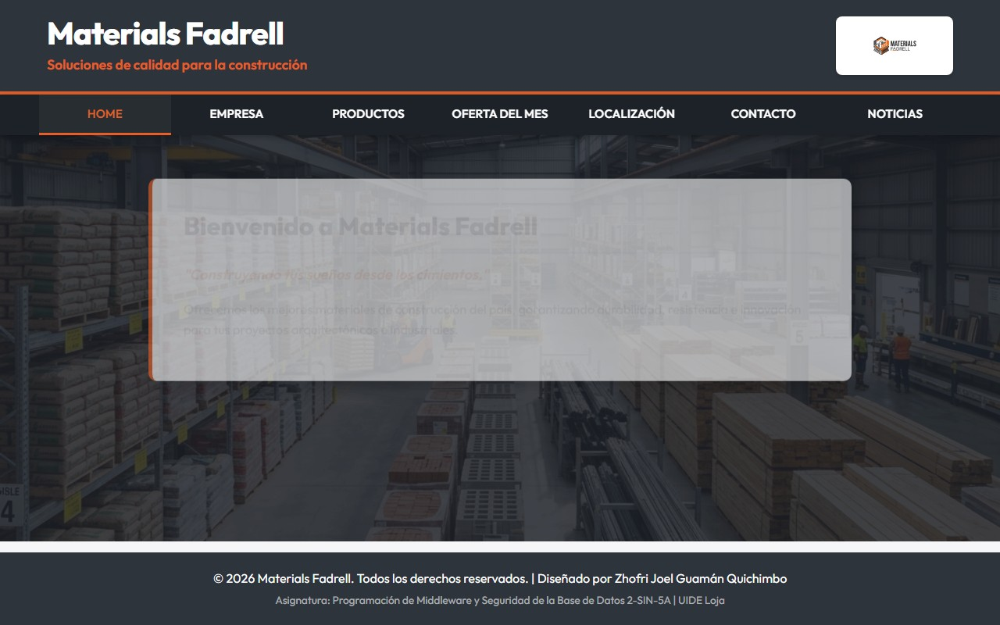 Materials Fadrell
Soluciones de calidad para la construcción
MATERIALS
FADRELL
HOME
EMPRESA
PRODUCTOS
OFERTA DEL MES
LOCALIZACIÓN
CONTACTO
NOTICIAS
Bienvenido a Materials Fadrell
"Construyendo tus sueños desde los cimientos."
Ofrecemos los mejores materiales de construcción del país, garantizando durabilidad, resistencia e innovación
para tus proyectos arquitectónicos e industriales.
4
5
4
© 2026 Materials Fadrell. Todos los derechos reservados. | Diseñado por Zhofri Joel Guamán Quichimbo
Asignatura: Programación de Middleware y Seguridad de la Base de Datos 2-SIN-5A | UIDE Loja